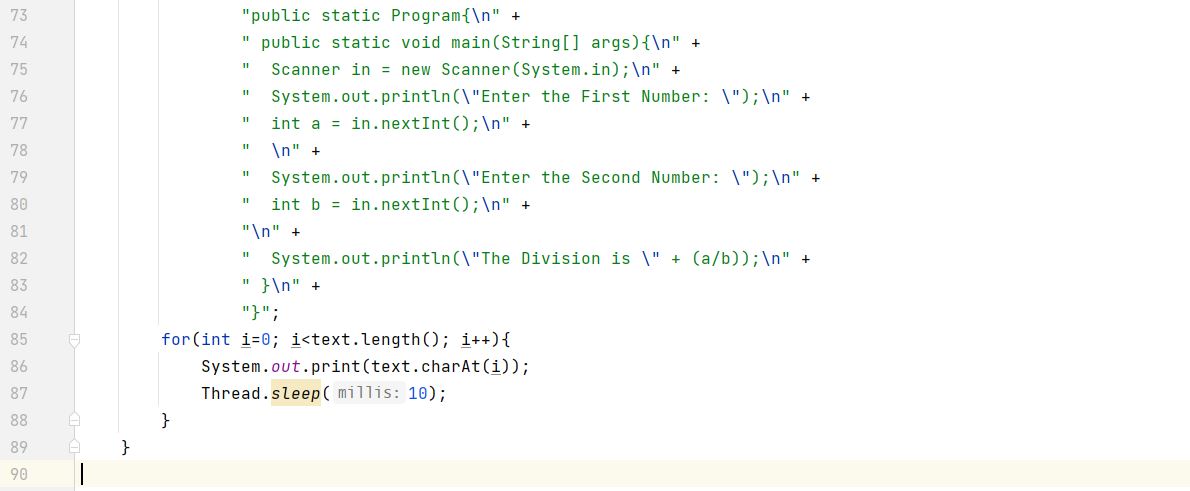 73 "public static Program{\n" +
74 " public static void main(String[] args){\n" +
75 "  Scanner in = new Scanner(System.in);\n" +
76 "  System.out.println(\"Enter the First Number: \");\n" +
77 "  int a = in.nextInt();\n" +
78 "  \n" +
79 "  System.out.println(\"Enter the Second Number: \");\n" +
80 "  int b = in.nextInt();\n" +
81 "\n" +
82 "  System.out.println(\"The Division is \" + (a/b));\n" +
83 " }\n" +
84 "}";
85 for(int i=0; i<text.length(); i++){
86 System.out.print(text.charAt(i));
87 Thread.sleep( millis: 10);
88 }
89 }
90